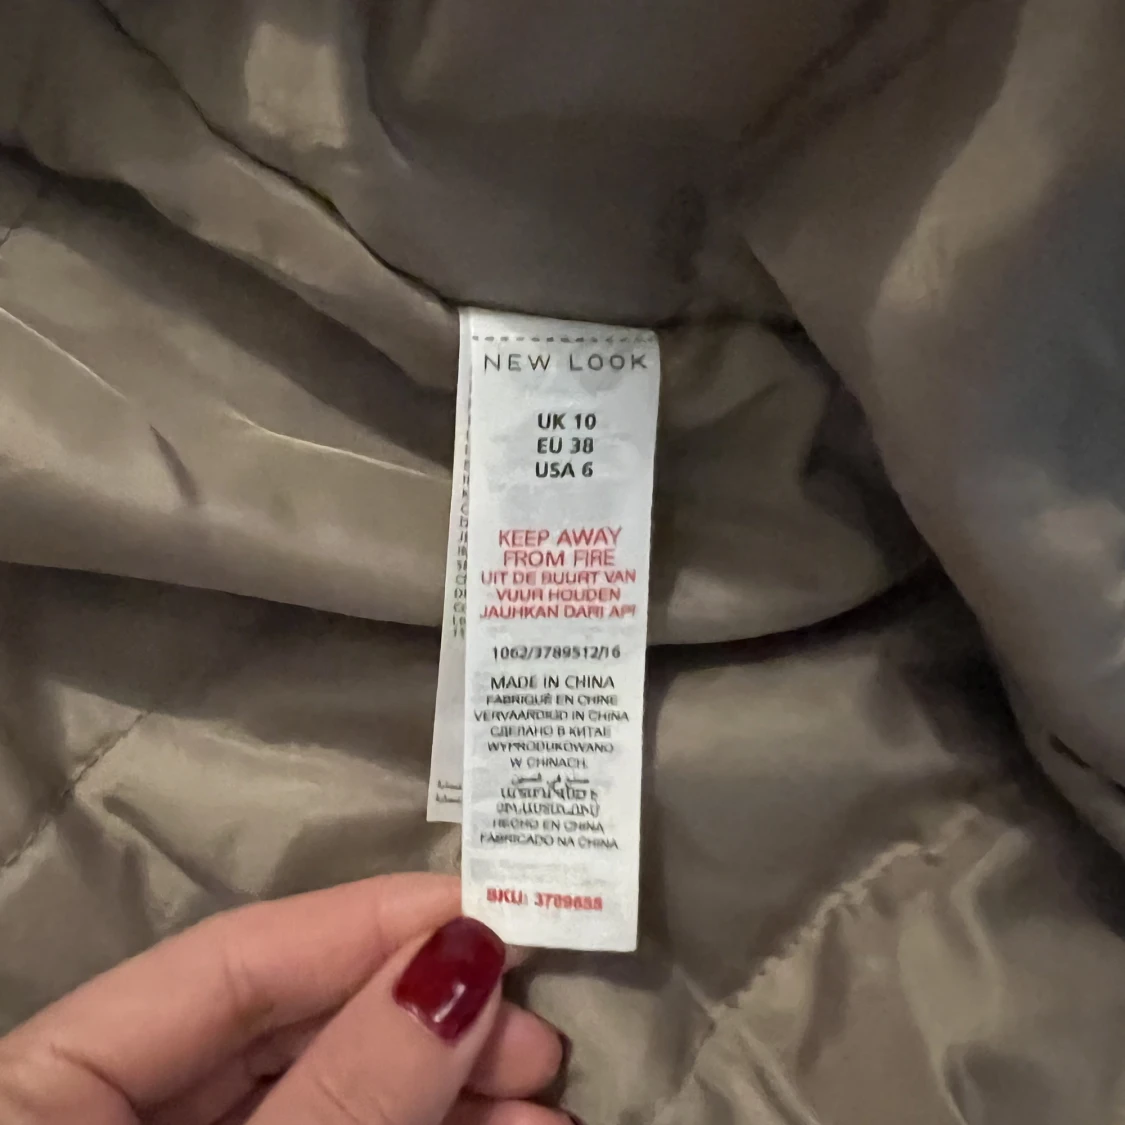 NEW LOOK
UK 10
EU 38
USA 6
KEEP AWAY
FROM FIRE
UIT DE BUURT VAN
VUUR HOUDEN
JAUHKAN DARI API
1062/3789512/16
MADE IN CHINA
FABRIQUÉ EN CHINE
VERVAARDIGD IN CHINA
СДЕЛАНО В КИТАЕ
WYPRODUKOWANO
W CHINACH
HECHO EN CHINA
FABRICADO NA CHINA
SKU: